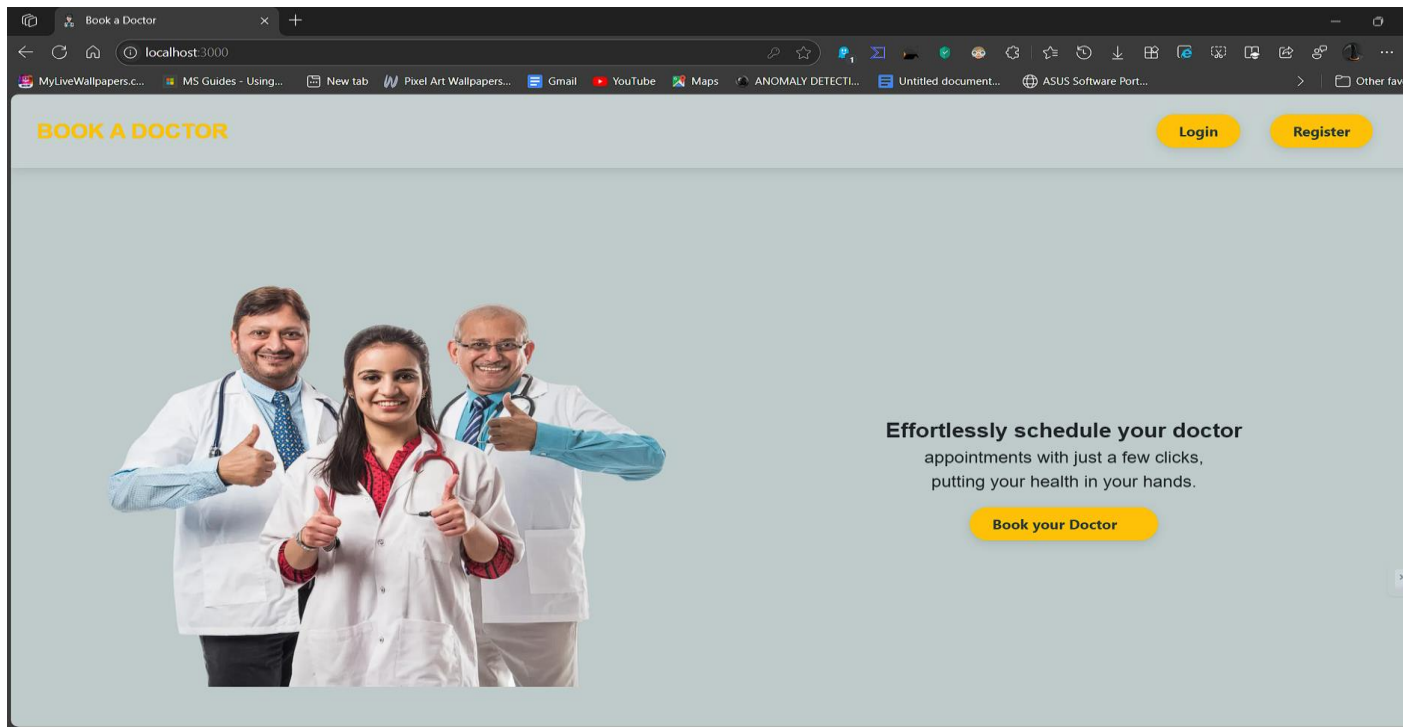 Book a Doctor
localhost:3000
1
MyLiveWallpapers.c... MS Guides - Using... New tab Pixel Art Wallpapers... Gmail YouTube Maps ANOMALY DETECTI... Untitled document... ASUS Software Port... Other fav
BOOK A DOCTOR
Login Register
Effortlessly schedule your doctor
appointments with just a few clicks,
putting your health in your hands.
Book your Doctor